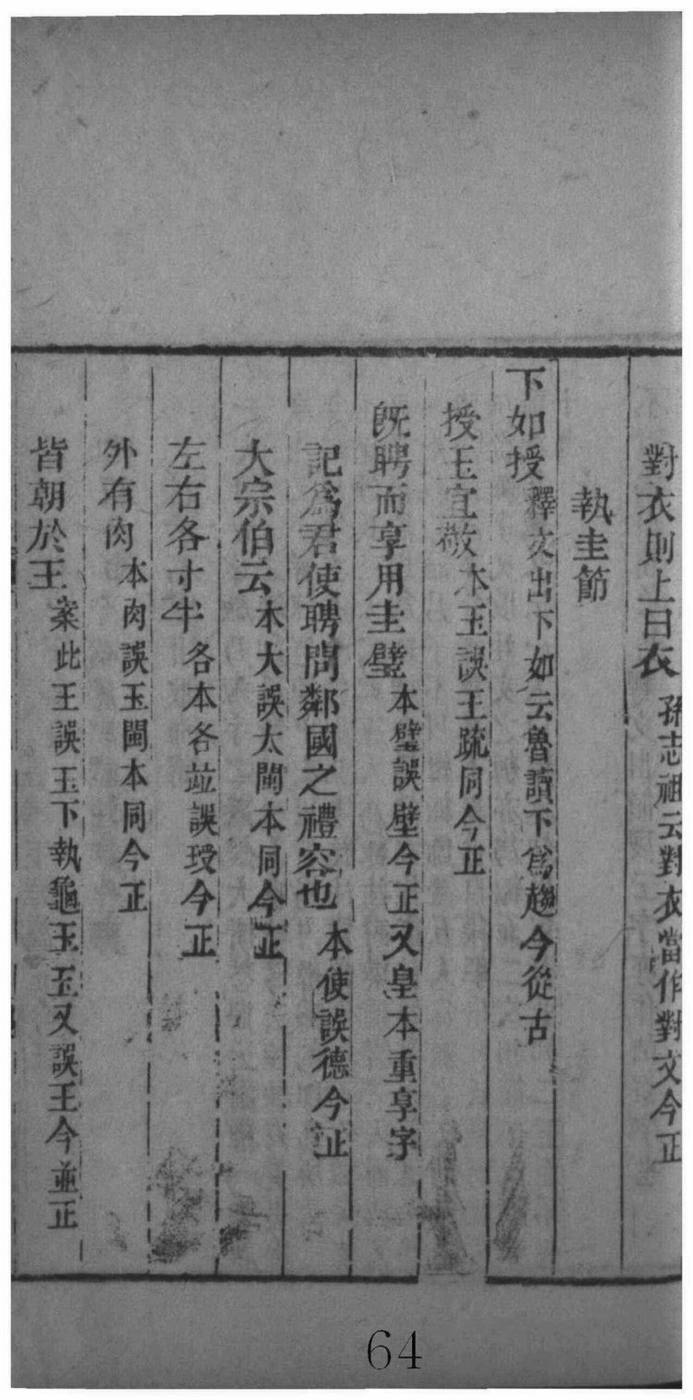 對衣則上曰衣 孫志祖云對衣當作對文今正
執圭節
下如授 釋文出下如云魯讀下爲趨今從古
授玉宜敬 本玉誤王疏同今正
旣聘而享用圭璧 本璧誤壁今正又皇本重享字
記爲君使聘問鄰國之禮容也 本使誤德今正
大宗伯云 本大誤太閩本同今正
左右各寸半 各本各竝誤瑴今正
外有肉 本肉誤玉閩本同今正
皆朝於王 案此王誤玉下執龜玉玉又誤王今並正
64